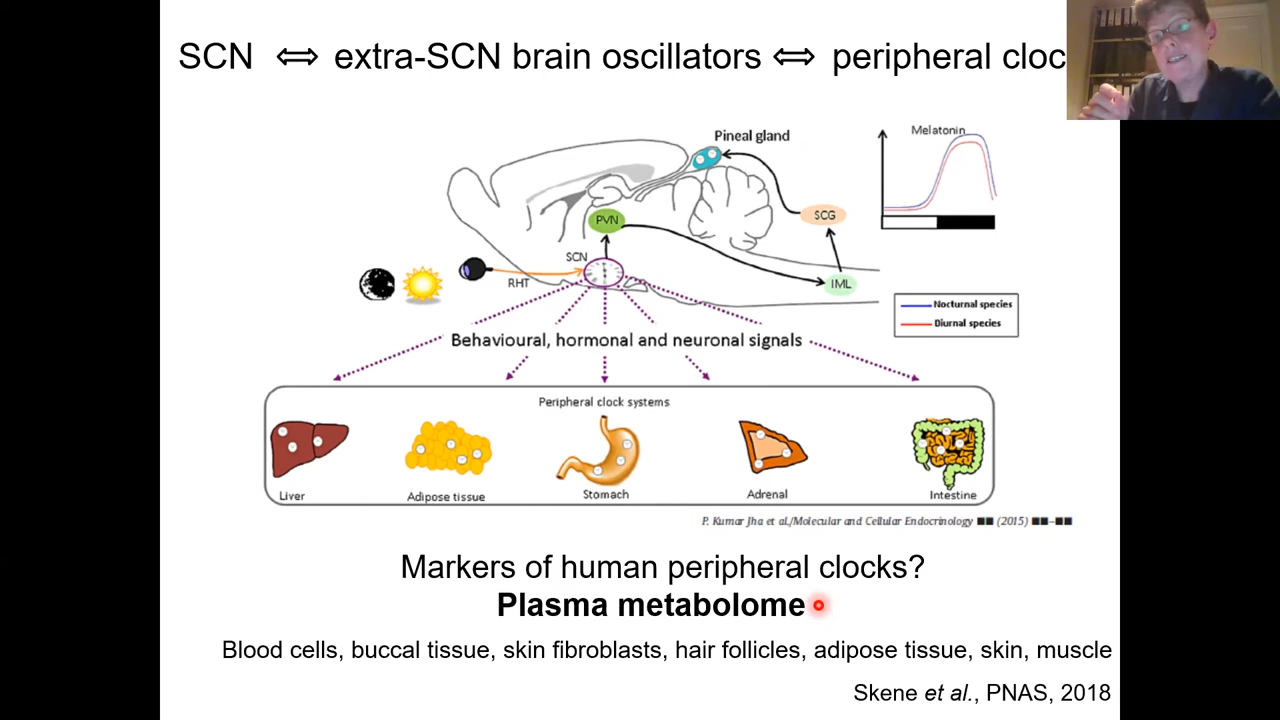 SCN ⇔ extra-SCN brain oscillators ⇔ peripheral
Pineal gland
Melatonin
PVN
SCG
SCN
RHT
IML
Nocturnal species
Diurnal species
Behavioural, hormonal and neuronal signals
Peripheral clock systems
Liver
Adipose tissue
Stomach
Adrenal
Intestine
P. Kumar Jha et al./Molecular and Cellular Endocrinology ■■ (2015) ■■–■■
Markers of human peripheral clocks?
Plasma metabolome
Blood cells, buccal tissue, skin fibroblasts, hair follicles, adipose tissue, skin, muscle
Skene et al., PNAS, 2018